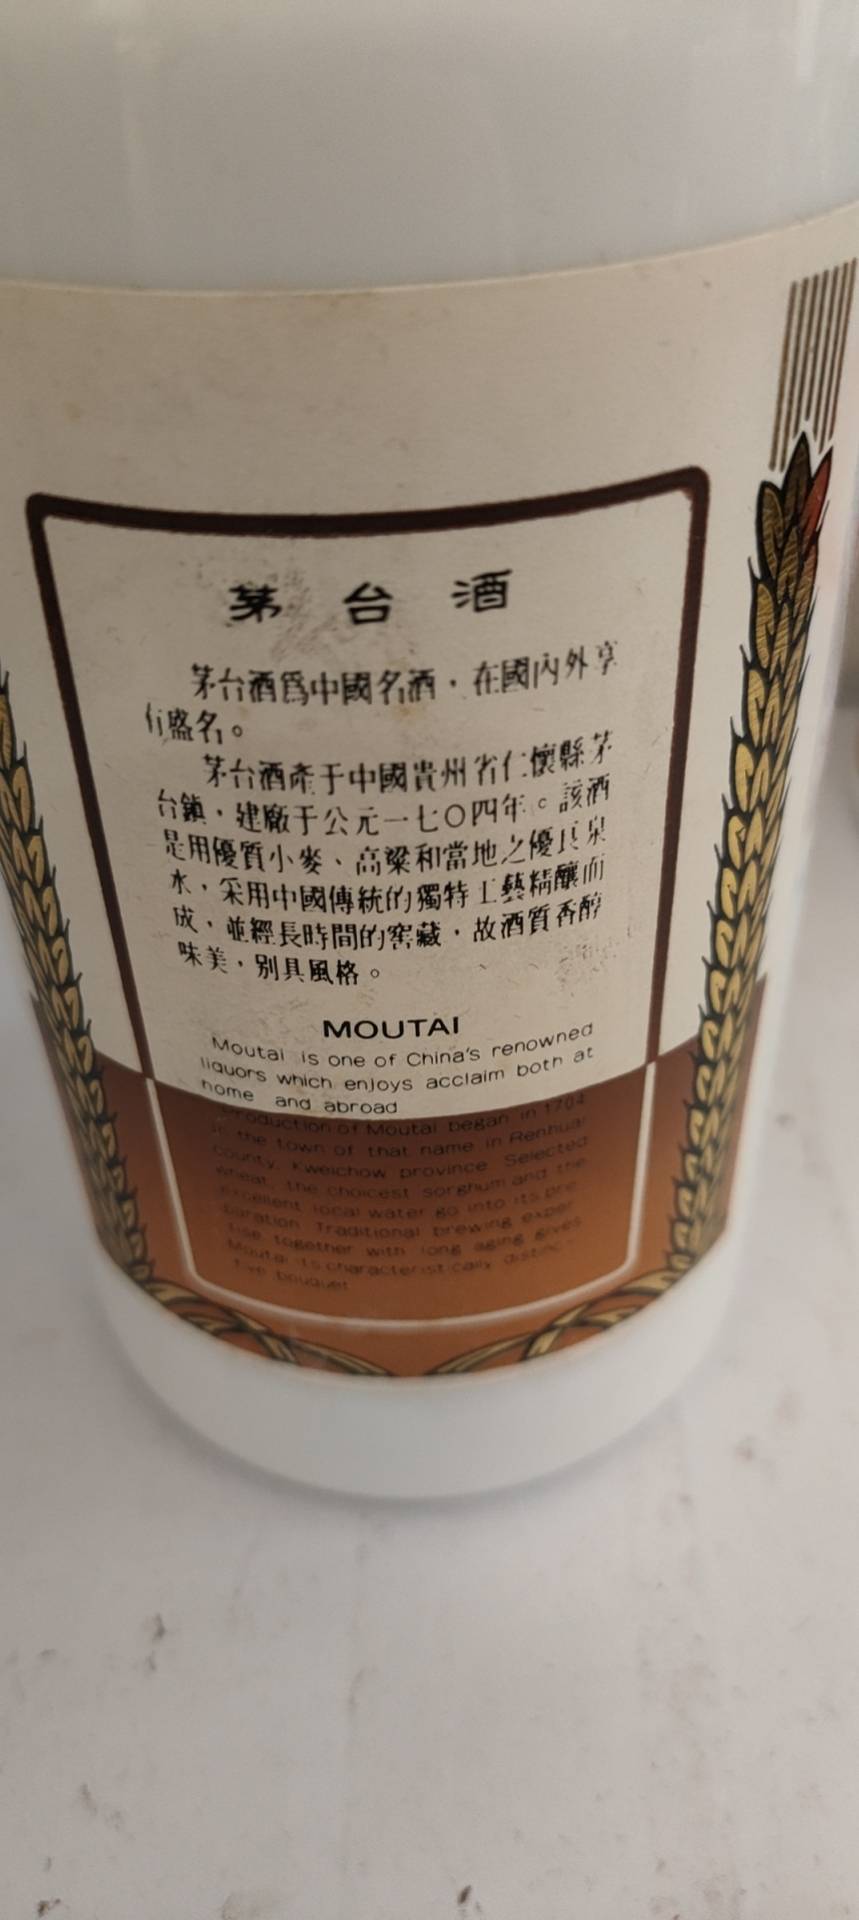 茅台酒
茅台酒爲中國名酒，在國內外享
有盛名。
茅台酒產于中國貴州省仁懷縣茅
台鎮，建廠于公元一七〇四年。該酒
是用優質小麥、高粱和當地之優良泉
水，采用中國傳統的獨特工藝精釀而
成，並經長時間的窖藏，故酒質香醇
味美，别具風格。
MOUTAI
Moutai is one of China's renowned
liquors which enjoys acclaim both at
home and abroad
Production of Moutai began in 1704
in the town of that name in Renhuai
county, Kweichow province Selected
wheat, the choicest sorghum and the
excellent local water go into its pre
paration Traditional brewing exper
tise together with long aging gives
Moutai its characteristically distinc-
tive bouquet